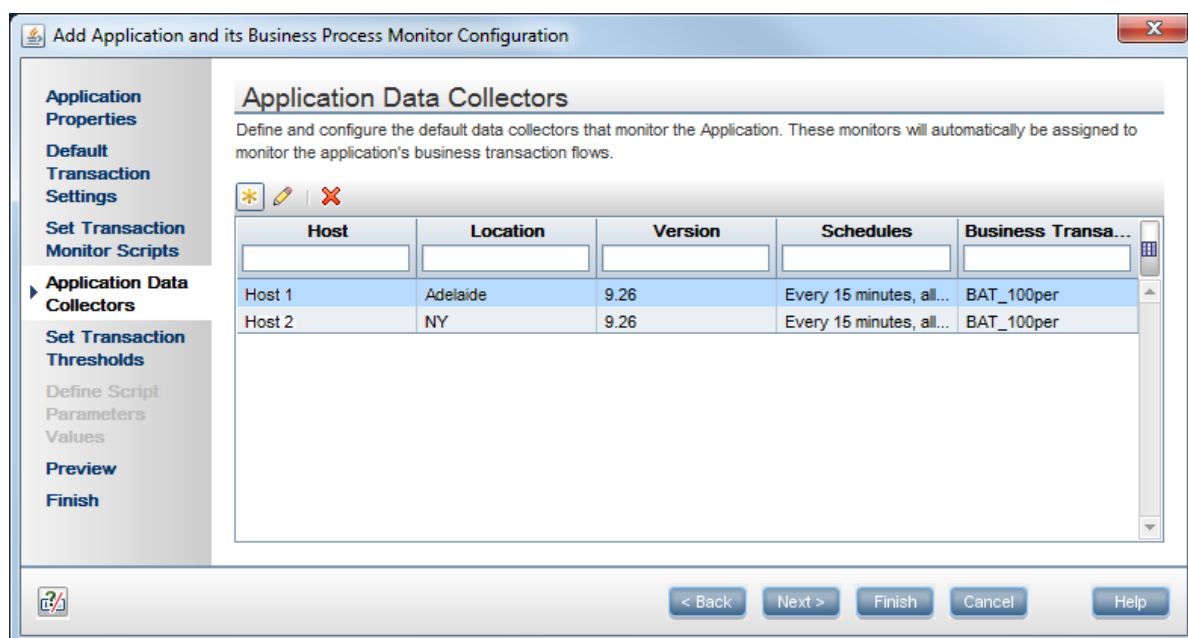 Add Application and its Business Process Monitor Configuration
X
Application
Properties
Default
Transaction
Settings
Set Transaction
Monitor Scripts
Application Data
Collectors
Set Transaction
Thresholds
Define Script
Parameters
Values
Preview
Finish
Application Data Collectors
Define and configure the default data collectors that monitor the Application. These monitors will automatically be assigned to
monitor the application's business transaction flows.
Host Location Version Schedules Business Transa...
Host 1 Adelaide 9.26 Every 15 minutes, all... BAT_100per
Host 2 NY 9.26 Every 15 minutes, all... BAT_100per
< Back Next > Finish Cancel Help